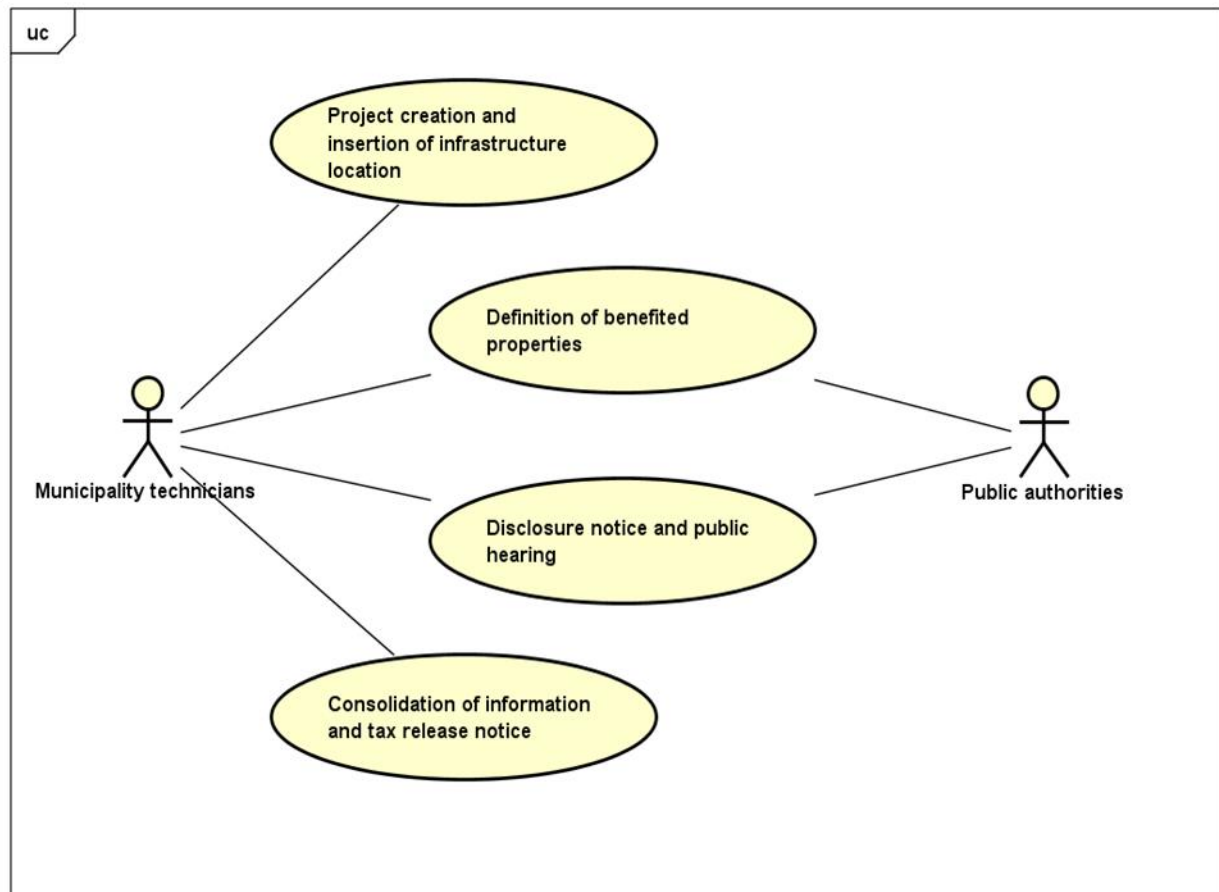 uc
Project creation and
insertion of infrastructure
location
Definition of benefited
properties
Municipality technicians
Public authorities
Disclosure notice and public
hearing
Consolidation of information
and tax release notice